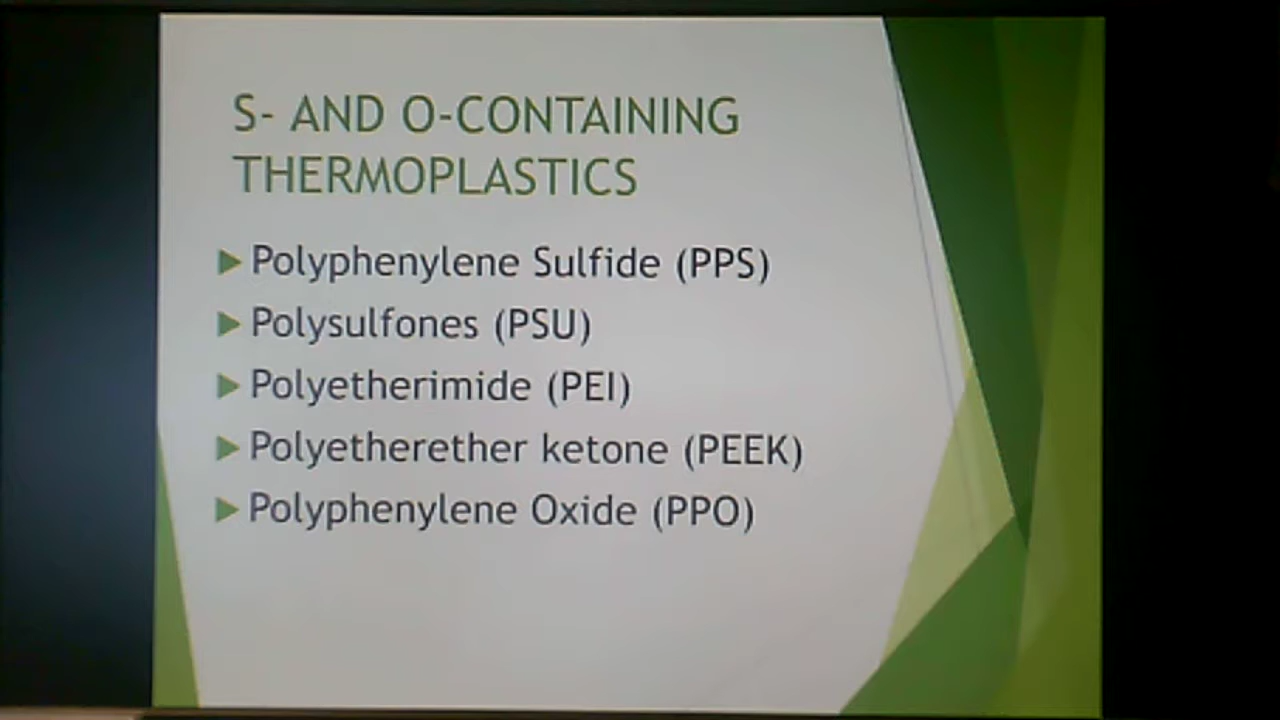 S- AND O-CONTAINING
THERMOPLASTICS
Polyphenylene Sulfide (PPS)
Polysulfones (PSU)
Polyetherimide (PEI)
Polyetherether ketone (PEEK)
Polyphenylene Oxide (PPO)